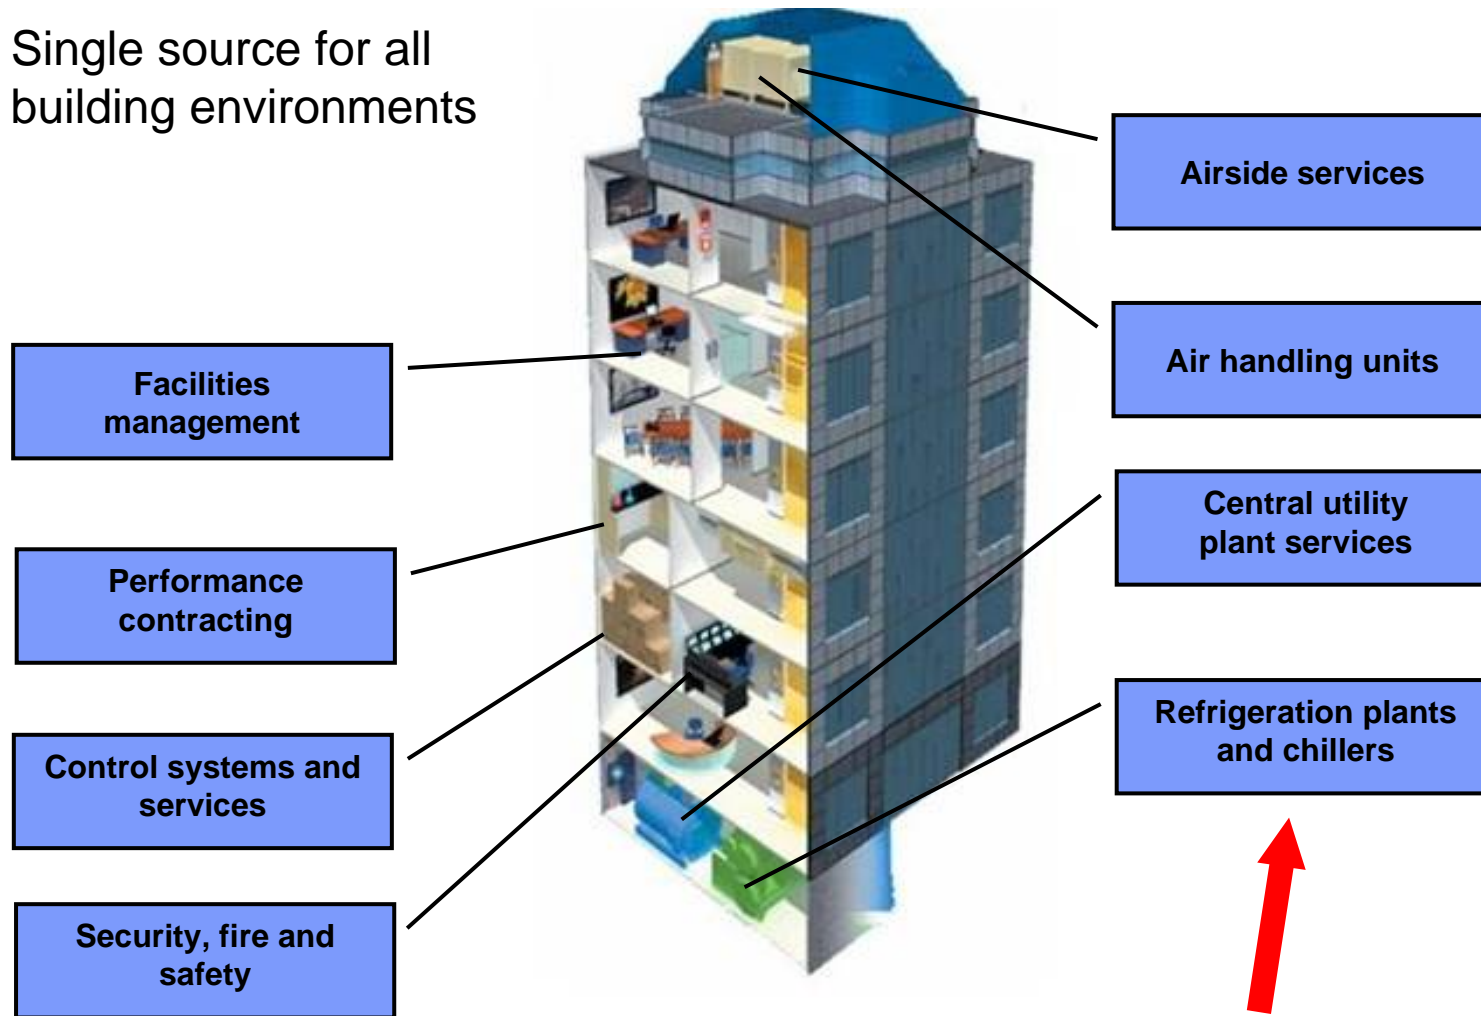 Single source for all
building environments
Airside services
Air handling units
Facilities
management
Central utility
plant services
Performance
contracting
Refrigeration plants
and chillers
Control systems and
services
Security, fire and
safety